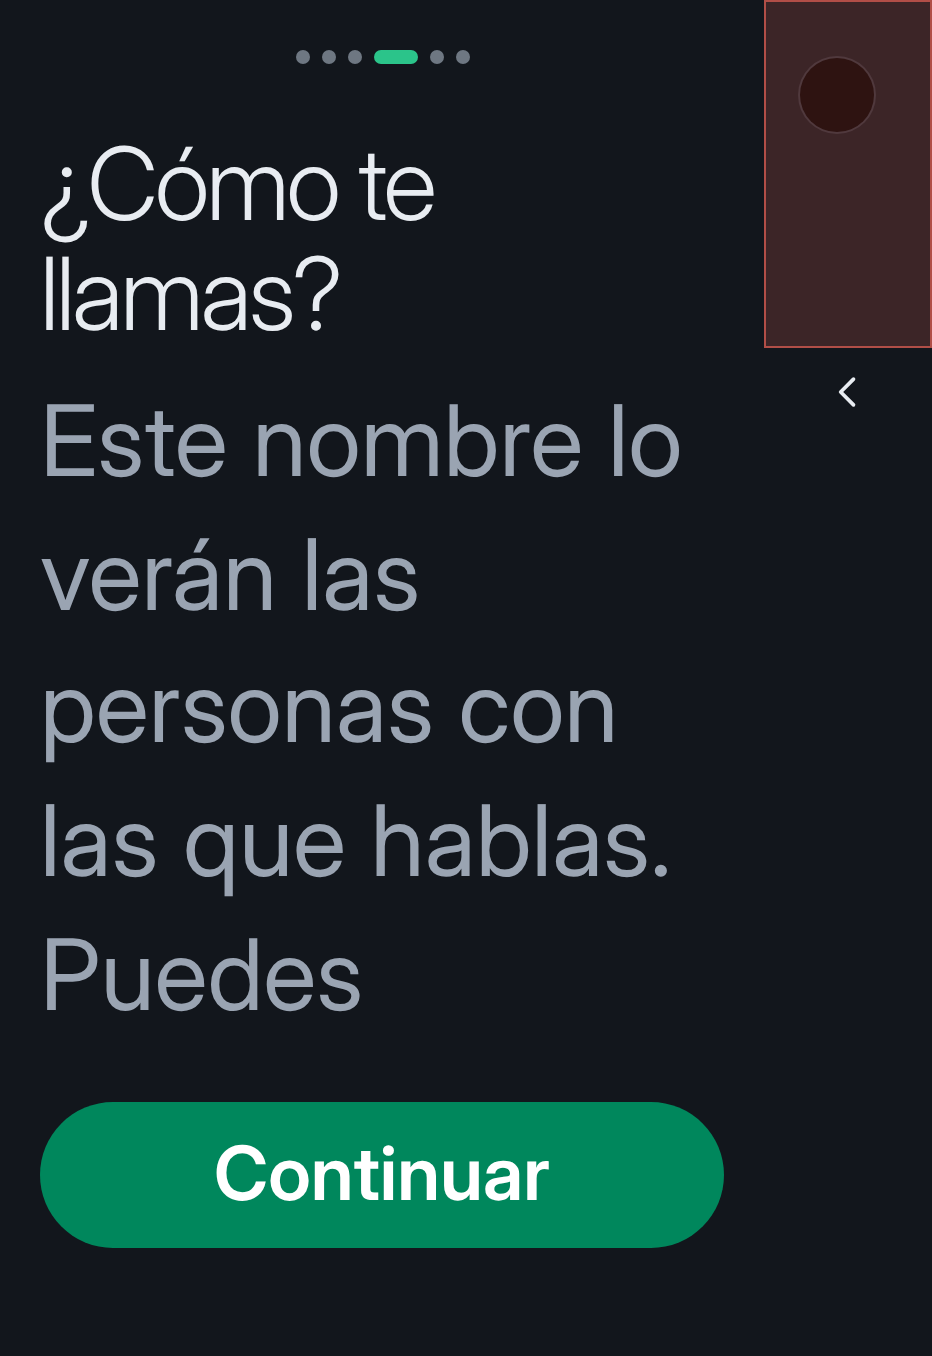 ¿Cómo te
llamas?
Este nombre lo
verán las
personas con
las que hablas.
Puedes
Continuar